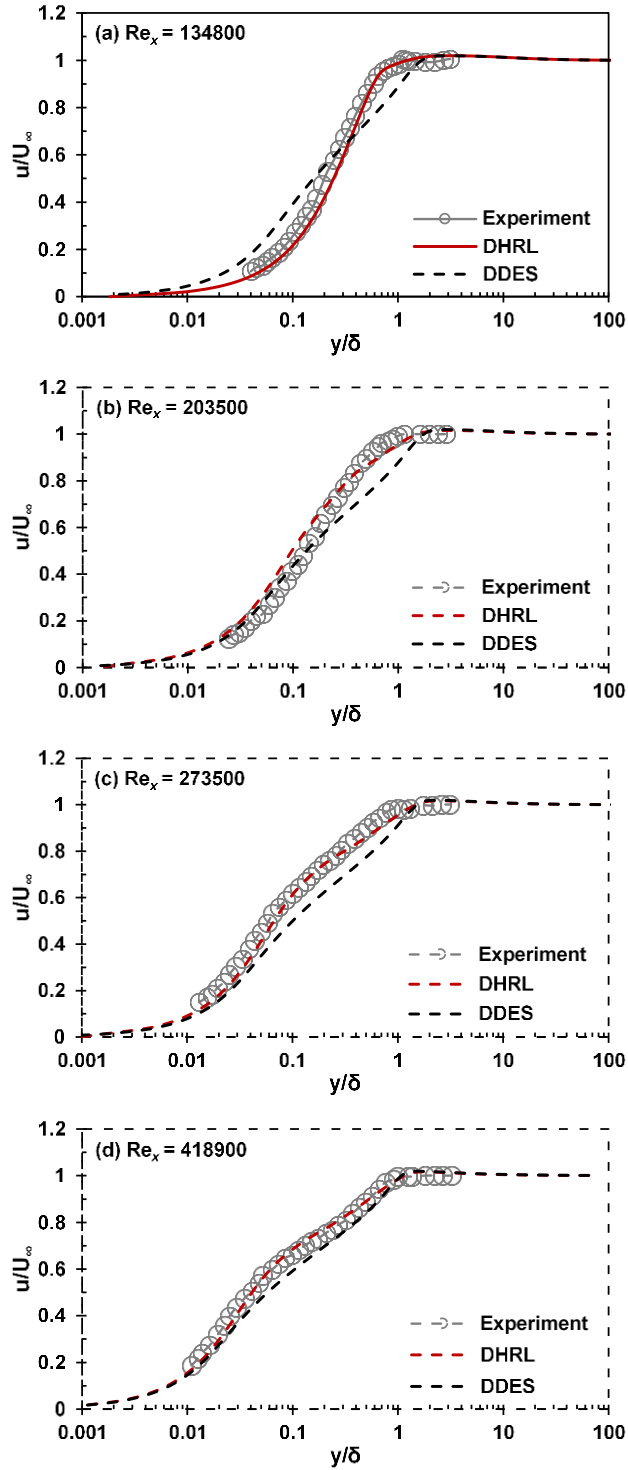 (a) Reₓ = 134800
1.2
1
0.8
0.6
0.4
0.2
0
u/U∞
Experiment
DHRL
DDES
0.001 0.01 0.1 1 10 100
y/δ
(b) Reₓ = 203500
1.2
1
0.8
0.6
0.4
0.2
0
u/U∞
Experiment
DHRL
DDES
0.001 0.01 0.1 1 10 100
y/δ
(c) Reₓ = 273500
1.2
1
0.8
0.6
0.4
0.2
0
u/U∞
Experiment
DHRL
DDES
0.001 0.01 0.1 1 10 100
y/δ
(d) Reₓ = 418900
1.2
1
0.8
0.6
0.4
0.2
0
u/U∞
Experiment
DHRL
DDES
0.001 0.01 0.1 1 10 100
y/δ